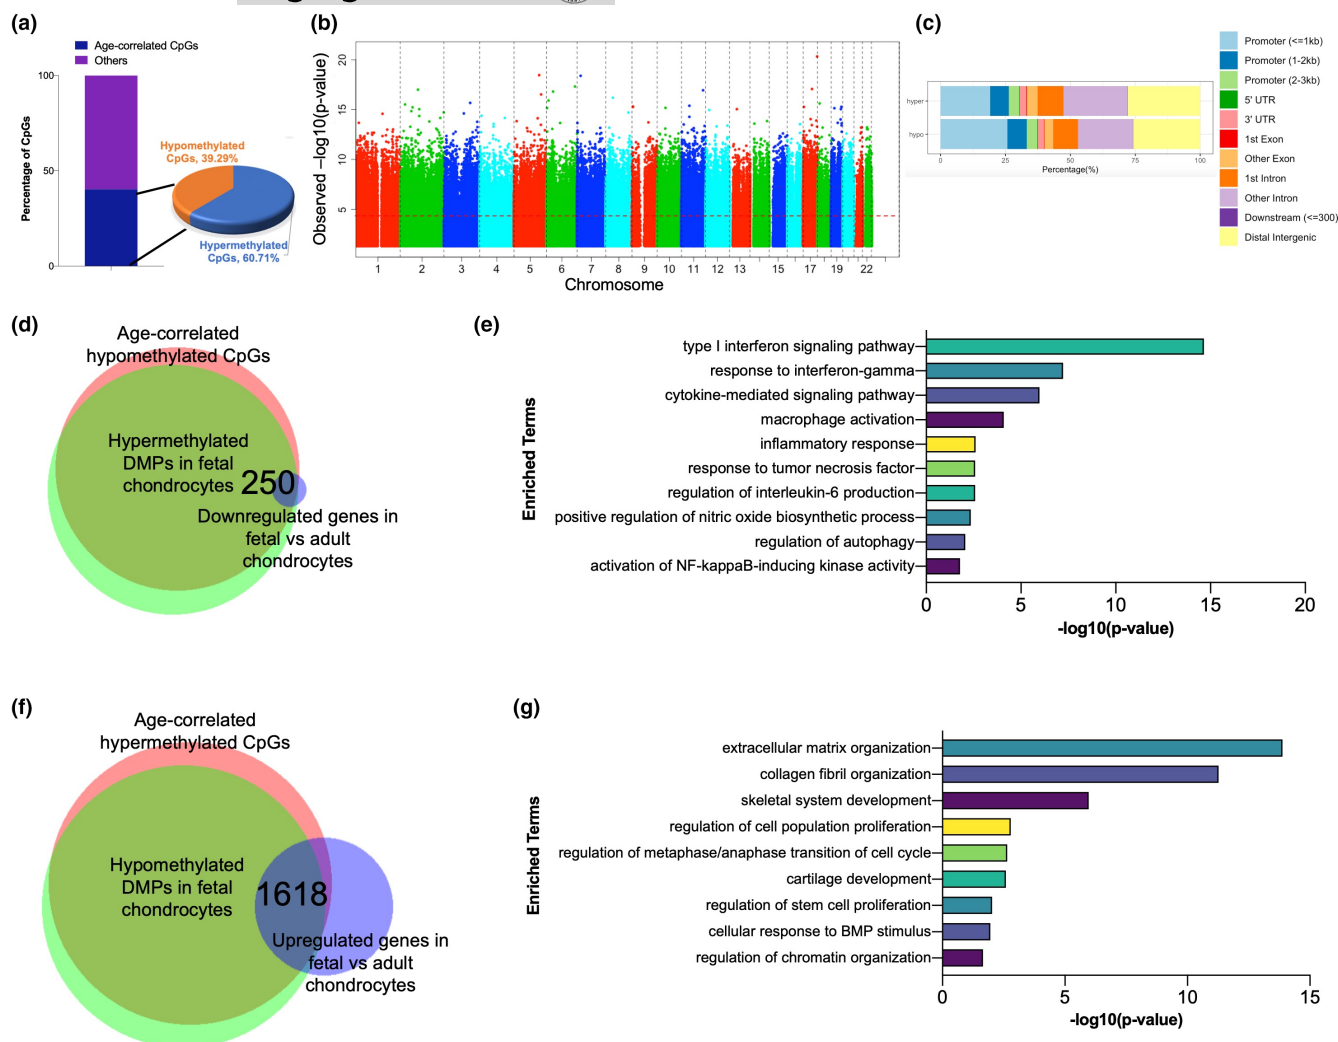 (a)
Age-correlated CpGs
Others
Percentage of CpGs
100
50
0
Hypomethylated
CpGs, 39.29%
Hypermethylated
CpGs, 60.71%
(b)
Observed −log10(p-value)
20
15
10
5
1 2 3 4 5 6 7 8 9 10 11 12 13 15 17 19 22
Chromosome
(c)
hyper
hypo
0 25 50 75 100
Percentage(%)
Promoter (<=1kb)
Promoter (1-2kb)
Promoter (2-3kb)
5' UTR
3' UTR
1st Exon
Other Exon
1st Intron
Other Intron
Downstream (<=300)
Distal Intergenic
(d)
Age-correlated
hypomethylated CpGs
Hypermethylated
DMPs in fetal
chondrocytes
250
Downregulated genes in
fetal vs adult
chondrocytes
(e)
Enriched Terms
type I interferon signaling pathway
response to interferon-gamma
cytokine-mediated signaling pathway
macrophage activation
inflammatory response
response to tumor necrosis factor
regulation of interleukin-6 production
positive regulation of nitric oxide biosynthetic process
regulation of autophagy
activation of NF-kappaB-inducing kinase activity
0 5 10 15 20
-log10(p-value)
(f)
Age-correlated
hypermethylated CpGs
Hypomethylated
DMPs in fetal
chondrocytes
1618
Upregulated genes in
fetal vs adult
chondrocytes
(g)
Enriched Terms
extracellular matrix organization
collagen fibril organization
skeletal system development
regulation of cell population proliferation
regulation of metaphase/anaphase transition of cell cycle
cartilage development
regulation of stem cell proliferation
cellular response to BMP stimulus
regulation of chromatin organization
0 5 10 15
-log10(p-value)